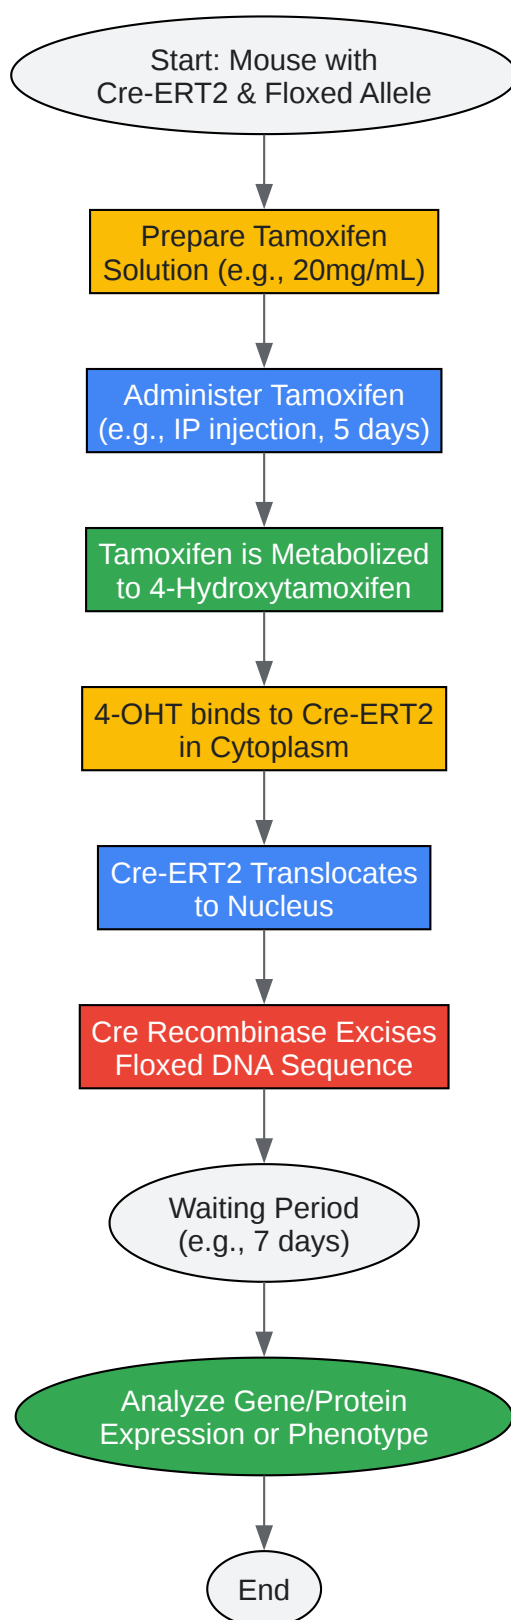 Start: Mouse with
Cre-ERT2 & Floxed Allele
Prepare Tamoxifen
Solution (e.g., 20mg/mL)
Administer Tamoxifen
(e.g., IP injection, 5 days)
Tamoxifen is Metabolized
to 4-Hydroxytamoxifen
4-OHT binds to Cre-ERT2
in Cytoplasm
Cre-ERT2 Translocates
to Nucleus
Cre Recombinase Excises
Floxed DNA Sequence
Waiting Period
(e.g., 7 days)
Analyze Gene/Protein
Expression or Phenotype
End